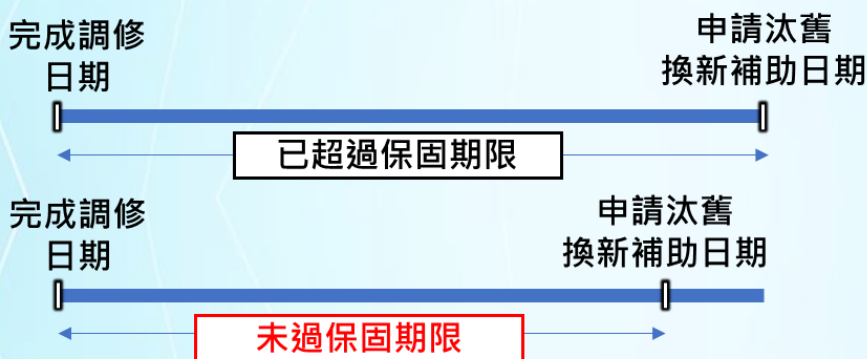 完成調修
日期
申請汰舊
換新補助日期
已超過保固期限
完成調修
日期
申請汰舊
換新補助日期
未過保固期限